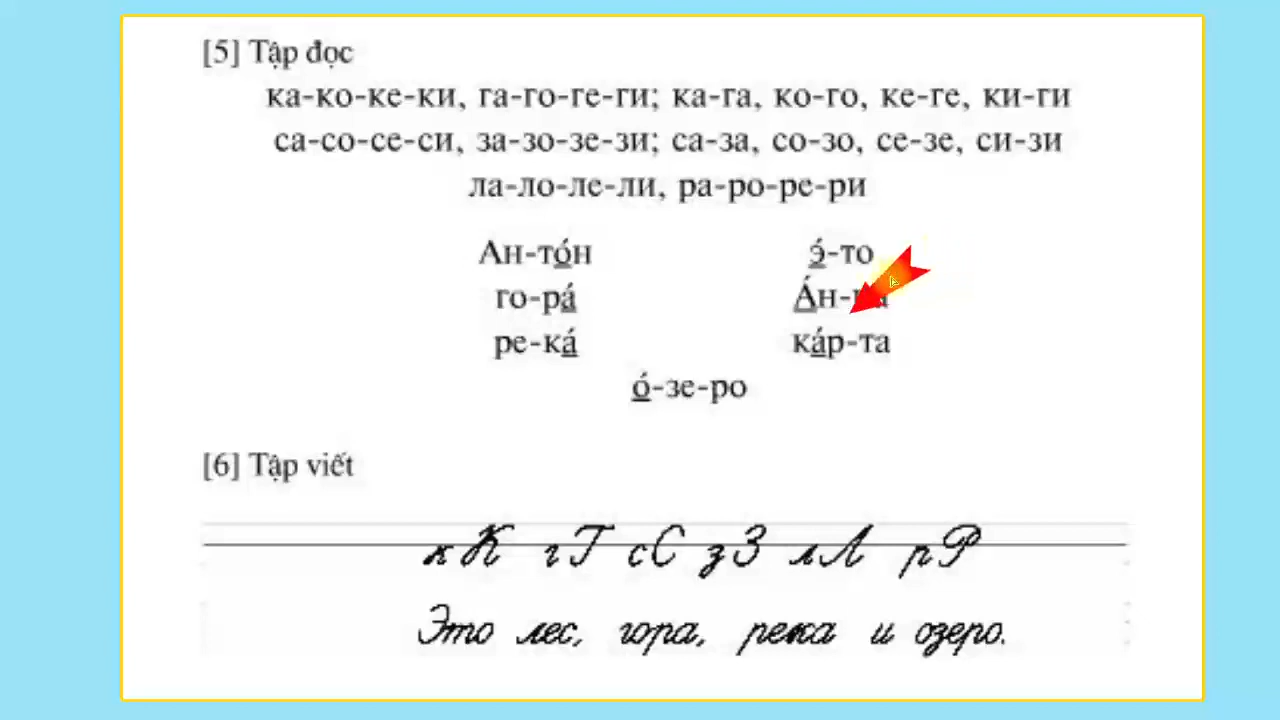 [5] Tập đọc
ка-ко-ке-ки, га-го-ге-ги; ка-га, ко-го, ке-ге, ки-ги
са-со-се-си, за-зо-зе-зи; са-за, со-зо, се-зе, си-зи
ла-ло-ле-ли, ра-ро-ре-ри
Ан-то́н э́-то
го-ра́
ре-ка́ ка́р-та
о́-зе-ро
[6] Tập viết
кК гГ сС зЗ лЛ рР
Это лес, гора, река и озеро.